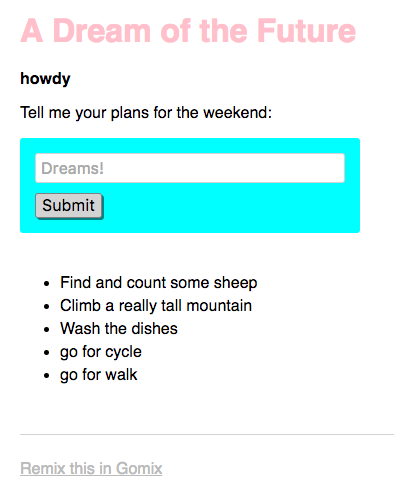 A Dream of the Future
howdy
Tell me your plans for the weekend:
Dreams!
Submit
Find and count some sheep
Climb a really tall mountain
Wash the dishes
go for cycle
go for walk
Remix this in Gomix